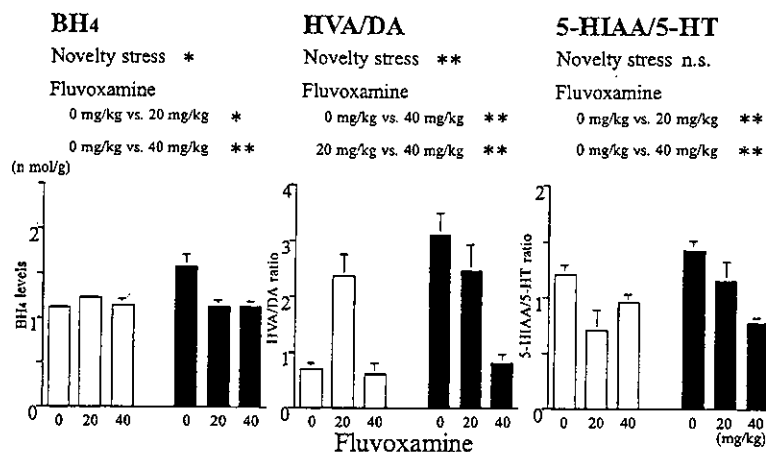 BH4
Novelty stress *
Fluvoxamine
0 mg/kg vs. 20 mg/kg *
0 mg/kg vs. 40 mg/kg **
(n mol/g)
BH4 levels
2
1
0
0 20 40 0 20 40
HVA/DA
Novelty stress **
Fluvoxamine
0 mg/kg vs. 40 mg/kg **
20 mg/kg vs. 40 mg/kg **
HVA/DA ratio
4
3
2
1
0
0 20 40 0 20 40
5-HIAA/5-HT
Novelty stress n.s.
Fluvoxamine
0 mg/kg vs. 20 mg/kg **
0 mg/kg vs. 40 mg/kg **
5-HIAA/5-HT ratio
2
1
0
0 20 40 0 20 40
(mg/kg)
Fluvoxamine